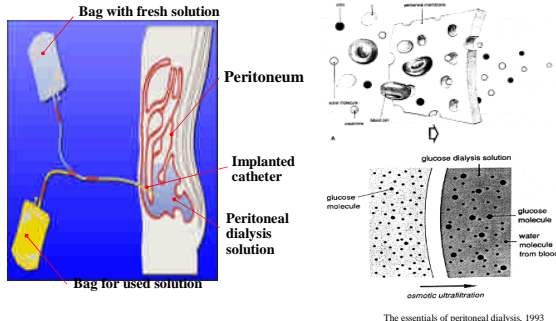 Bag with fresh solution
Peritoneum
Implanted
catheter
Peritoneal
dialysis
solution
Bag for used solution
urea
peritoneal membrane
water molecule
creatinine
blood cell
A
glucose dialysis solution
glucose
molecule
glucose
molecule
water
molecule
from blood
osmotic ultrafiltration
The essentials of peritoneal dialysis, 1993